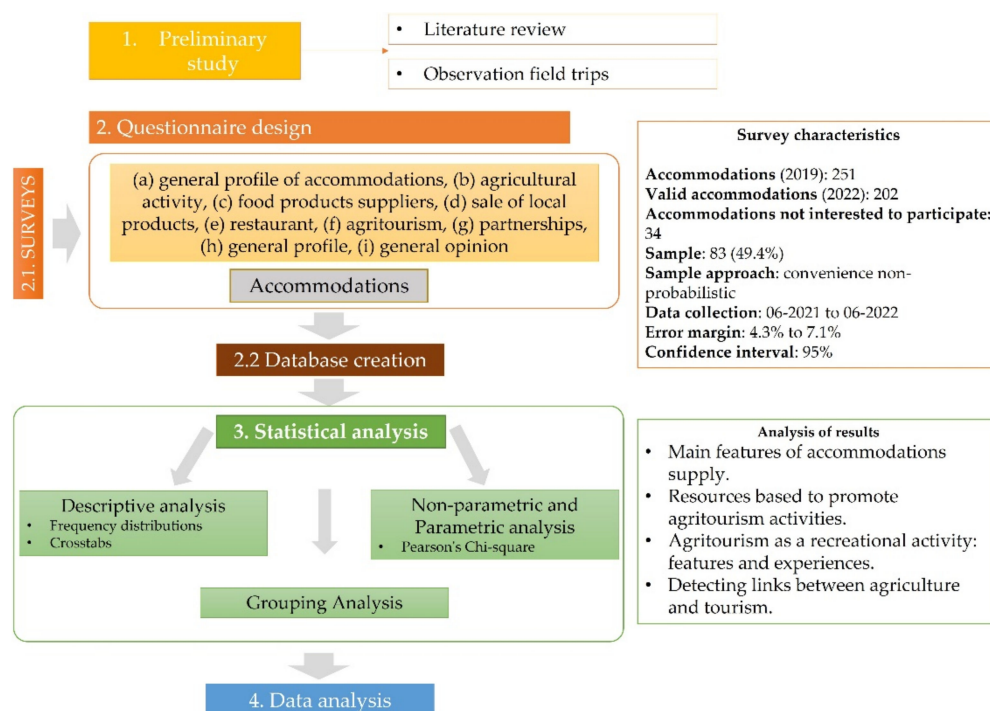 1. Preliminary
study
• Literature review
• Observation field trips
2. Questionnaire design
2.1. SURVEYS
(a) general profile of accommodations, (b) agricultural
activity, (c) food products suppliers, (d) sale of local
products, (e) restaurant, (f) agritourism, (g) partnerships,
(h) general profile, (i) general opinion
Accommodations
Survey characteristics
Accommodations (2019): 251
Valid accommodations (2022): 202
Accommodations not interested to participate:
34
Sample: 83 (49.4%)
Sample approach: convenience non-
probabilistic
Data collection: 06-2021 to 06-2022
Error margin: 4.3% to 7.1%
Confidence interval: 95%
2.2 Database creation
3. Statistical analysis
Descriptive analysis
• Frequency distributions
• Crosstabs
Non-parametric and
Parametric analysis
• Pearson's Chi-square
Grouping Analysis
Analysis of results
• Main features of accommodations
supply.
• Resources based to promote
agritourism activities.
• Agritourism as a recreational activity:
features and experiences.
• Detecting links between agriculture
and tourism.
4. Data analysis